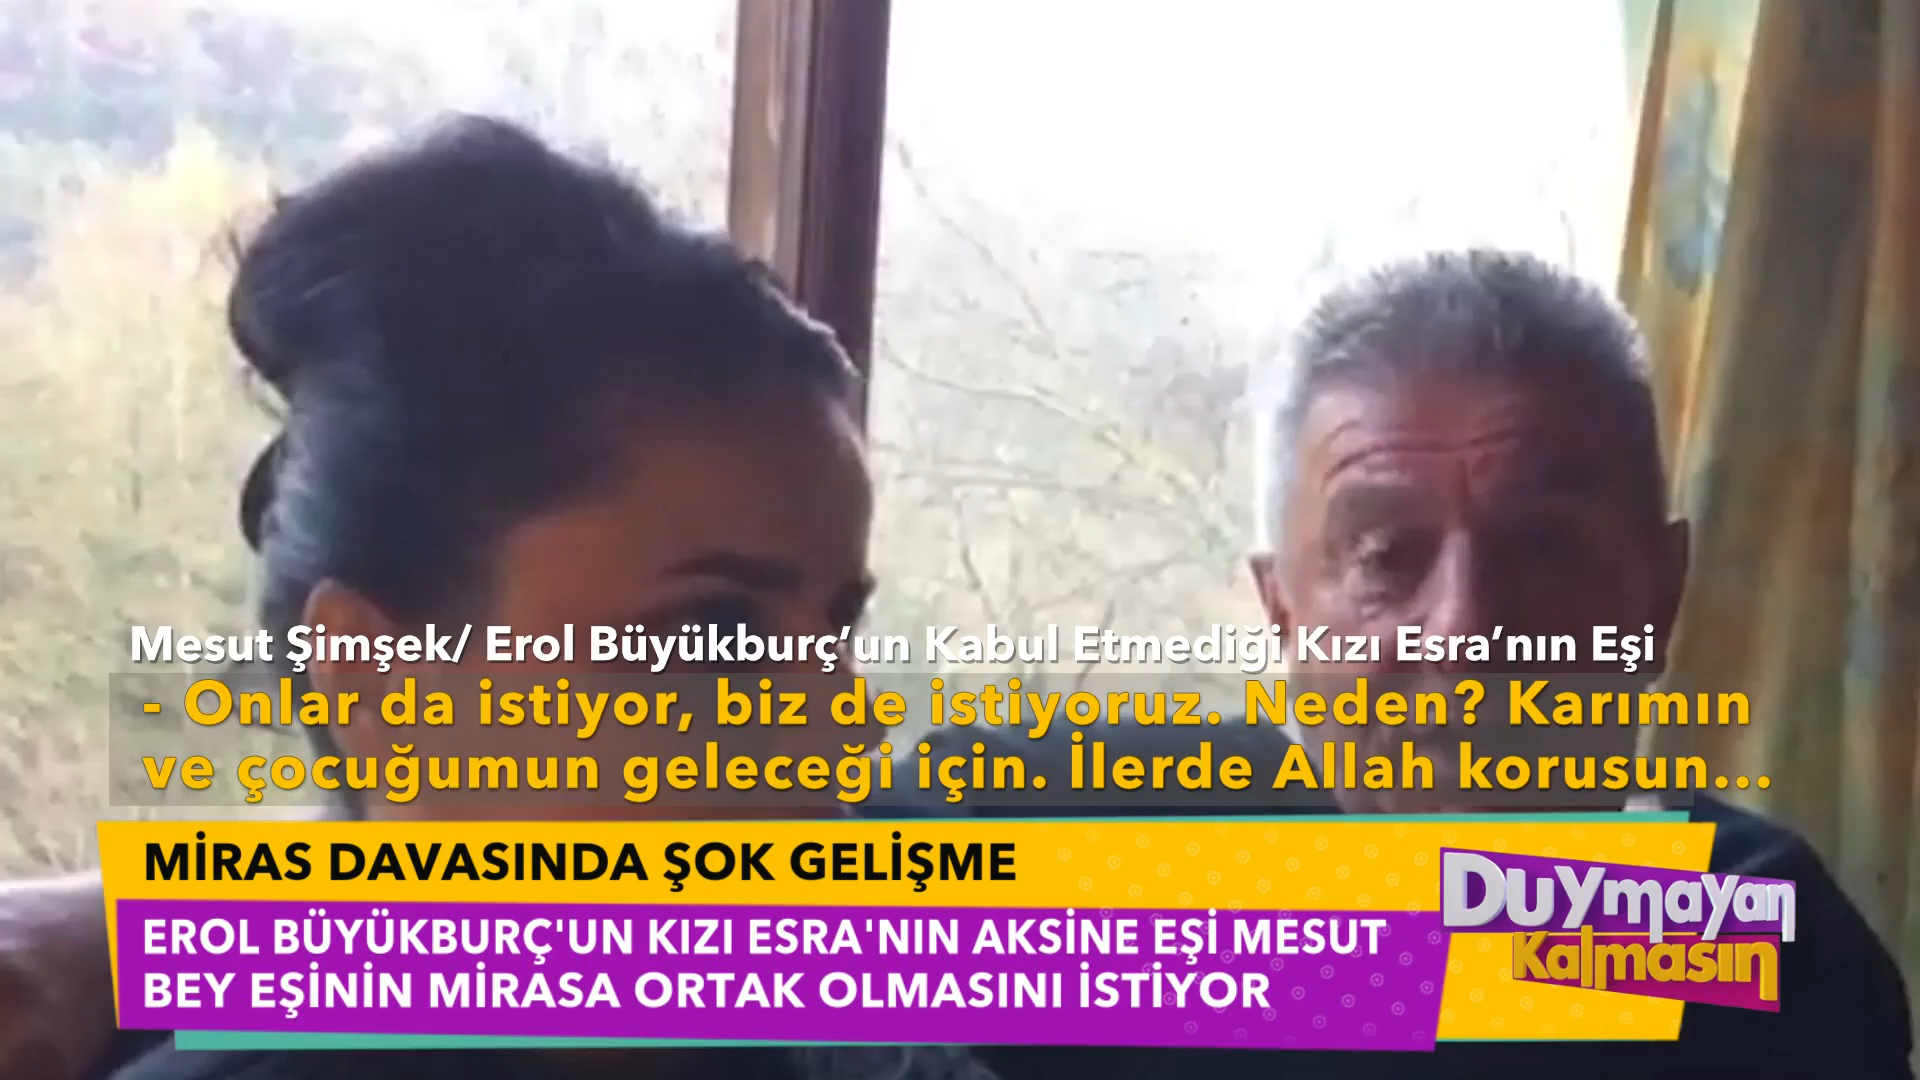 Mesut Şimşek/ Erol Büyükburç’un Kabul Etmediği Kızı Esra’nın Eşi
- Onlar da istiyor, biz de istiyoruz. Neden? Karımın
ve çocuğumun geleceği için. İlerde Allah korusun...
MİRAS DAVASINDA ŞOK GELİŞME
EROL BÜYÜKBURÇ'UN KIZI ESRA'NIN AKSİNE EŞİ MESUT
BEY EŞİNİN MİRASA ORTAK OLMASINI İSTİYOR
Duymayan
Kalmasın